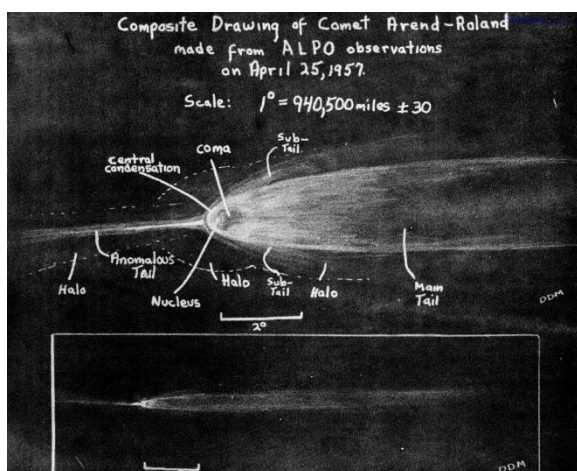 Composite Drawing of Comet Arend-Roland
made from ALPO observations
on April 25, 1957.
Scale: 1° = 940,500 miles ± 30
Sub-
Tail
Coma
Central
condensation
Anomalous
Tail
Halo
Nucleus
Halo
Sub-
Tail
Halo
Main
Tail
2°
DDM
DDM